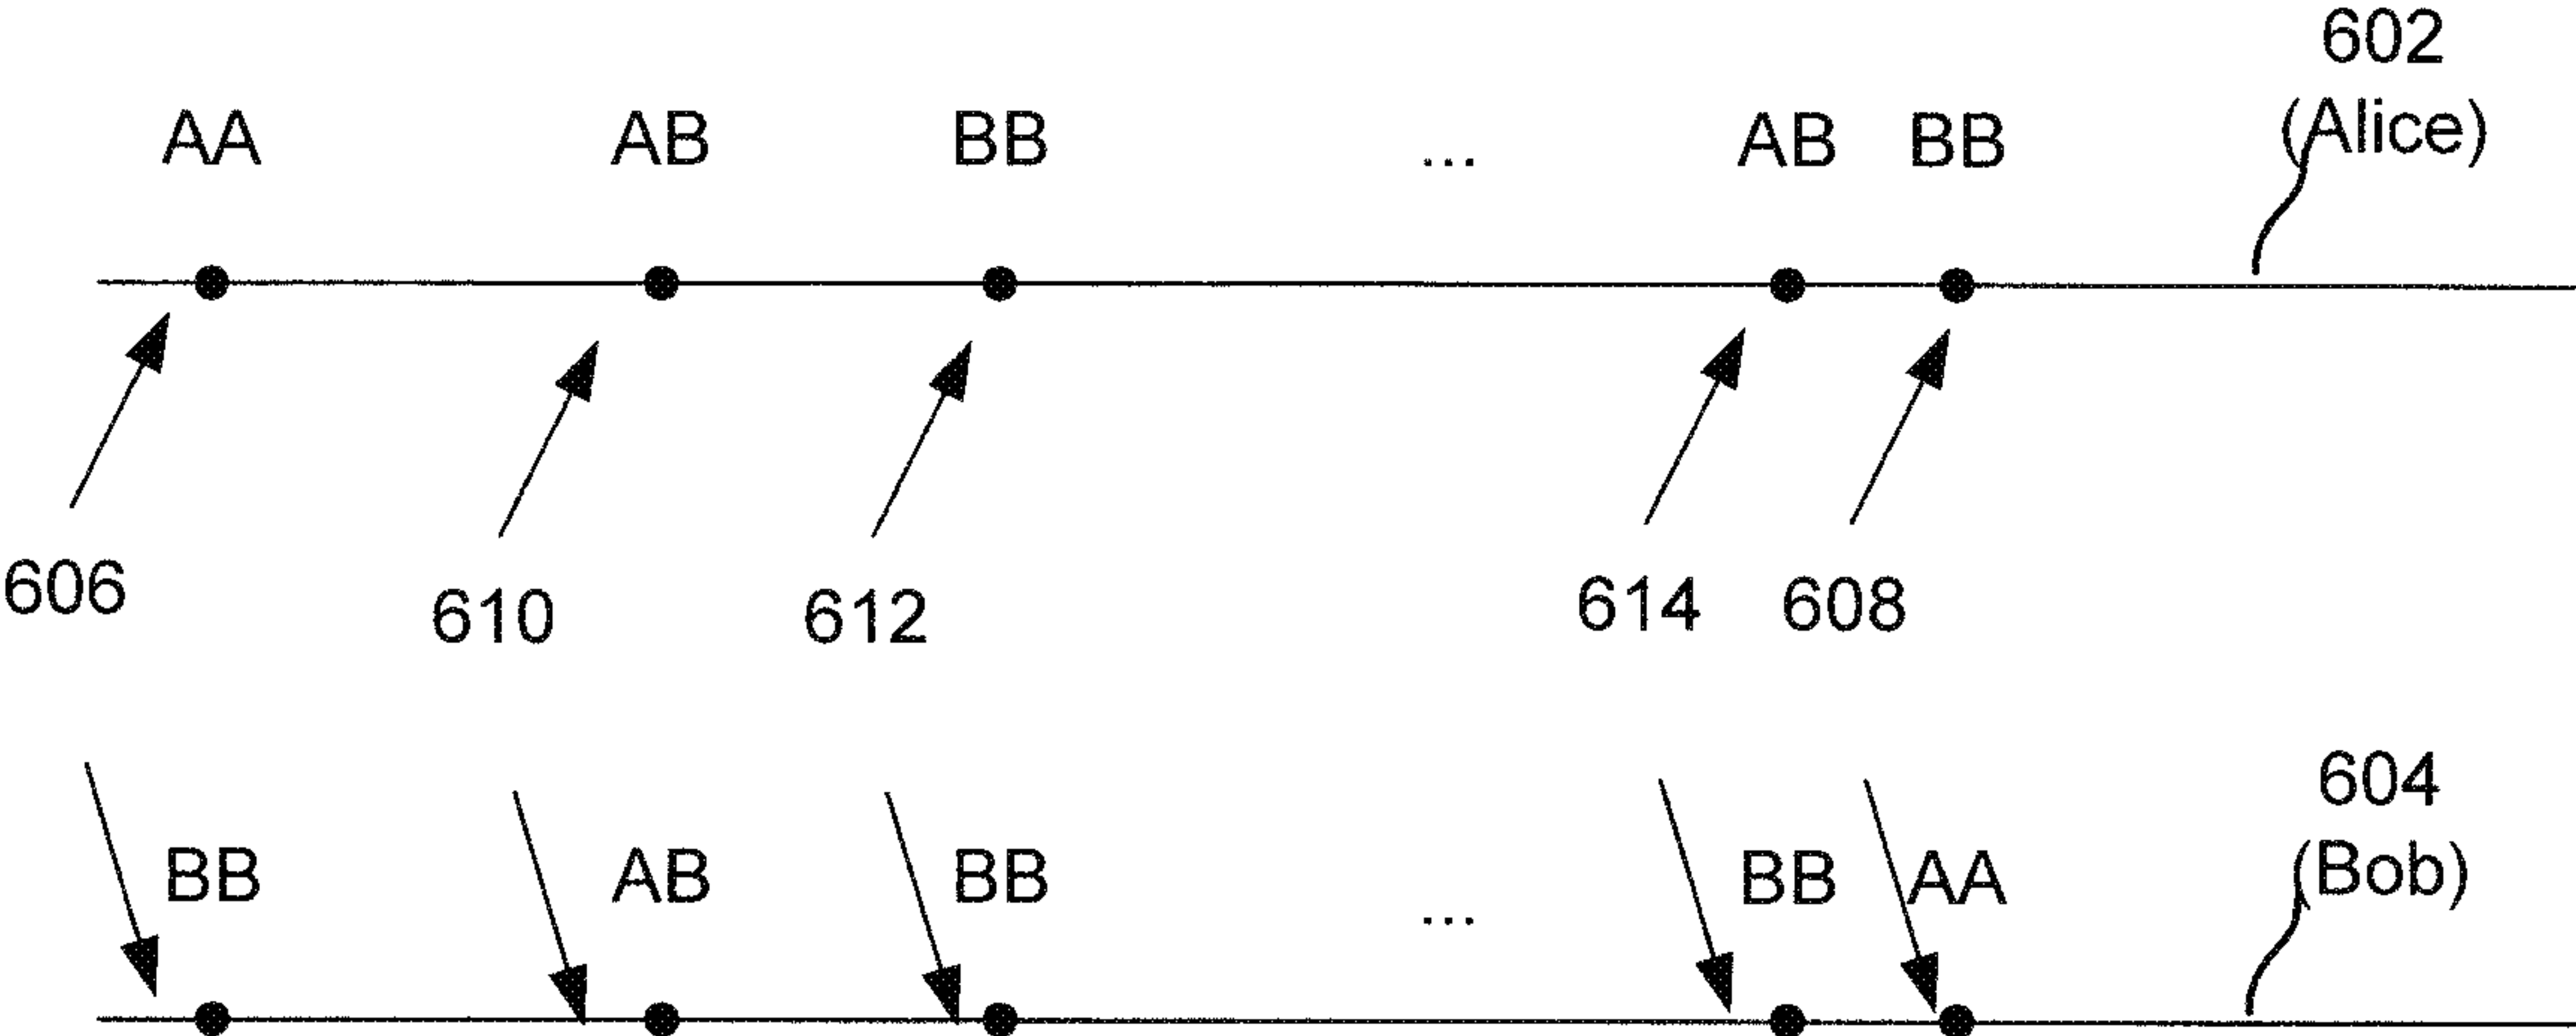 602
(Alice)
AA AB BB ... AB BB
606 610 612 614 608
604
(Bob)
BB AB BB ... BB AA